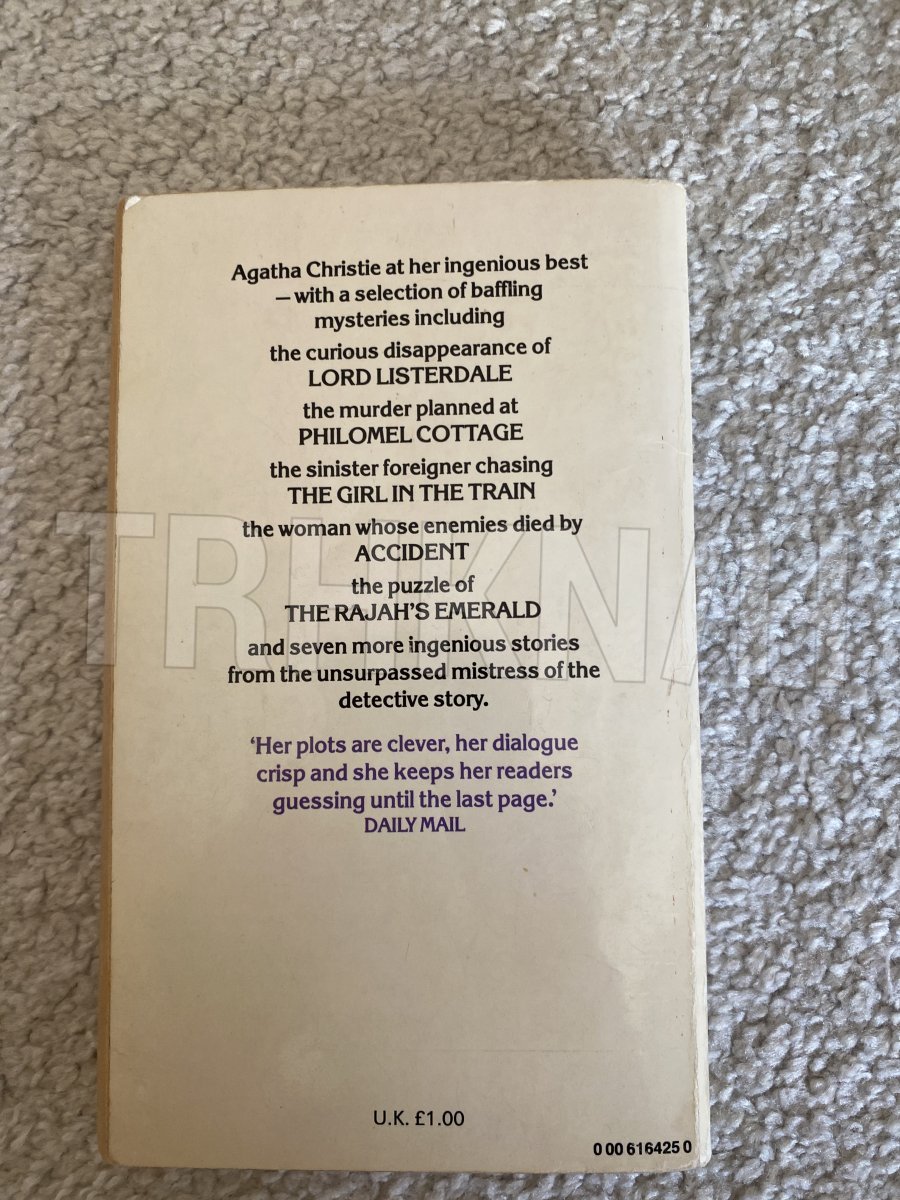 Agatha Christie at her ingenious best
– with a selection of baffling
mysteries including
the curious disappearance of
LORD LISTERDALE
the murder planned at
PHILOMEL COTTAGE
the sinister foreigner chasing
THE GIRL IN THE TRAIN
the woman whose enemies died by
ACCIDENT
the puzzle of
THE RAJAH'S EMERALD
and seven more ingenious stories
from the unsurpassed mistress of the
detective story.
'Her plots are clever, her dialogue
crisp and she keeps her readers
guessing until the last page.'
DAILY MAIL
U.K. £1.00
0 00 616425 0